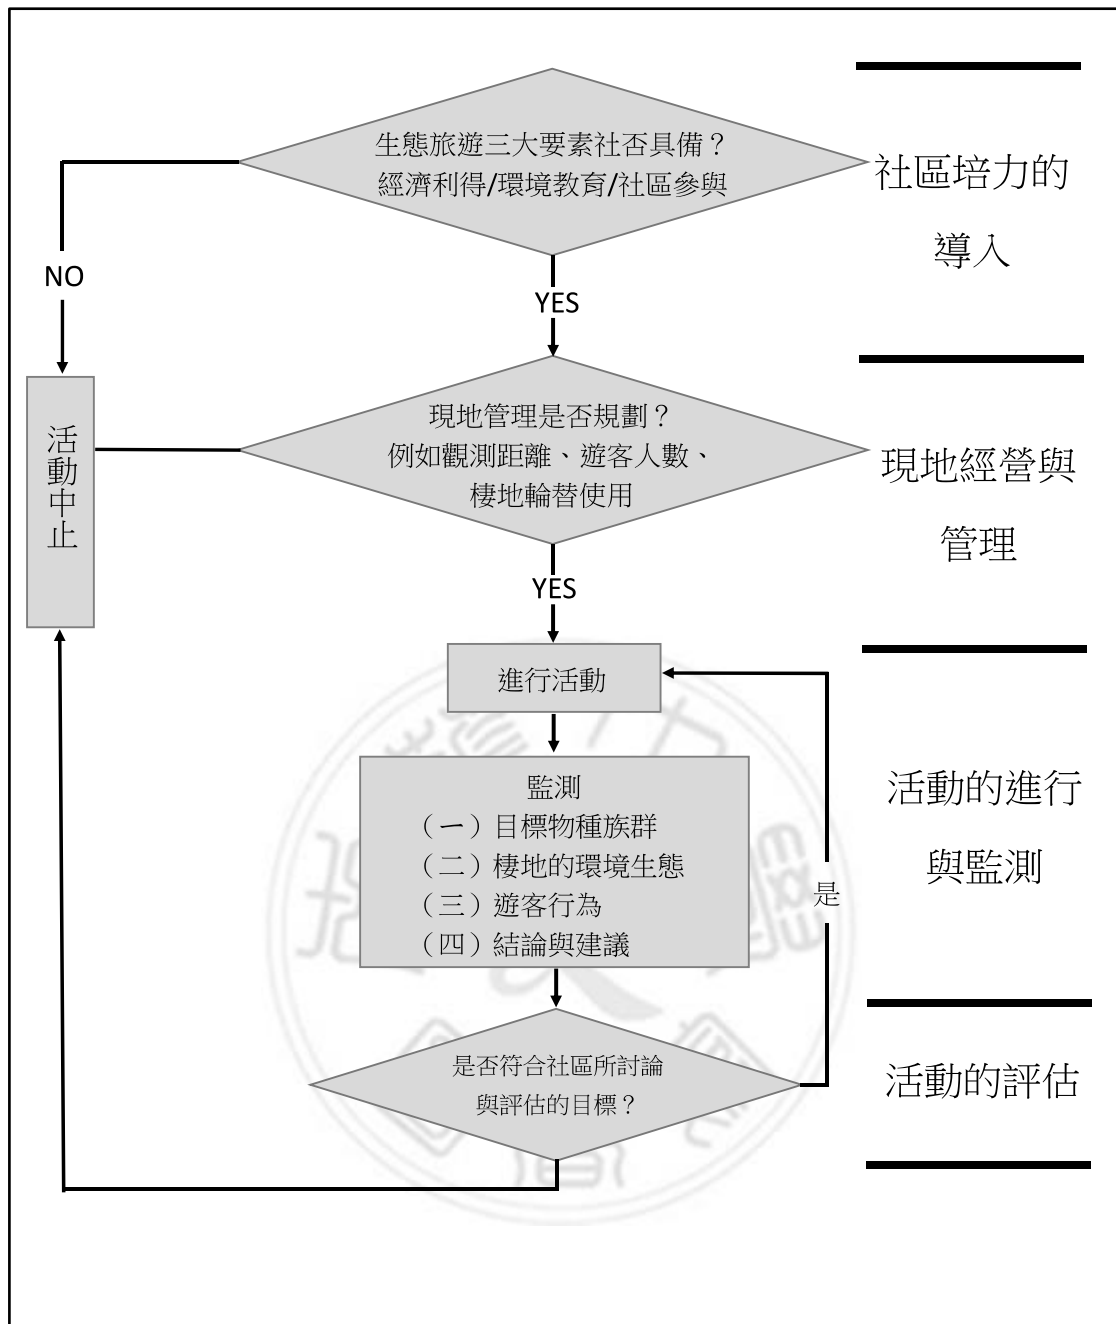 生態旅遊三大要素社否具備？
經濟利得/環境教育/社區參與
社區培力的
導入
NO
YES
現地管理是否規劃？
例如觀測距離、遊客人數、
棲地輪替使用
現地經營與
管理
活動中止
YES
進行活動
監測
（一）目標物種族群
（二）棲地的環境生態
（三）遊客行為
（四）結論與建議
活動的進行
與監測
是
是否符合社區所討論
與評估的目標？
活動的評估